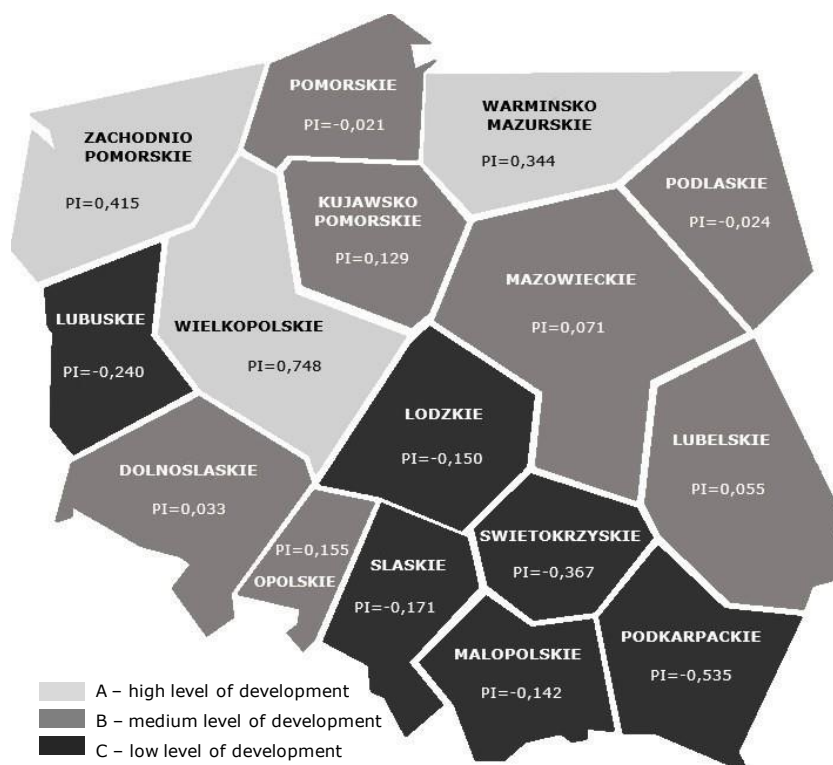 POMORSKIE
PI=-0,021
WARMINSKO
MAZURSKIE
PI=0,344
ZACHODNIO
POMORSKIE
PI=0,415
PODLASKIE
PI=-0,024
KUJAWSKO
POMORSKIE
PI=0,129
MAZOWIECKIE
PI=0,071
LUBUSKIE
PI=-0,240
WIELKOPOLSKIE
PI=0,748
LODZKIE
PI=-0,150
LUBELSKIE
PI=0,055
DOLNOSLASKIE
PI=0,033
PI=0,155
OPOLSKIE
SLASKIE
PI=-0,171
SWIETOKRZYSKIE
PI=-0,367
MALOPOLSKIE
PI=-0,142
PODKARPACKIE
PI=-0,535
A – high level of development
B – medium level of development
C – low level of development